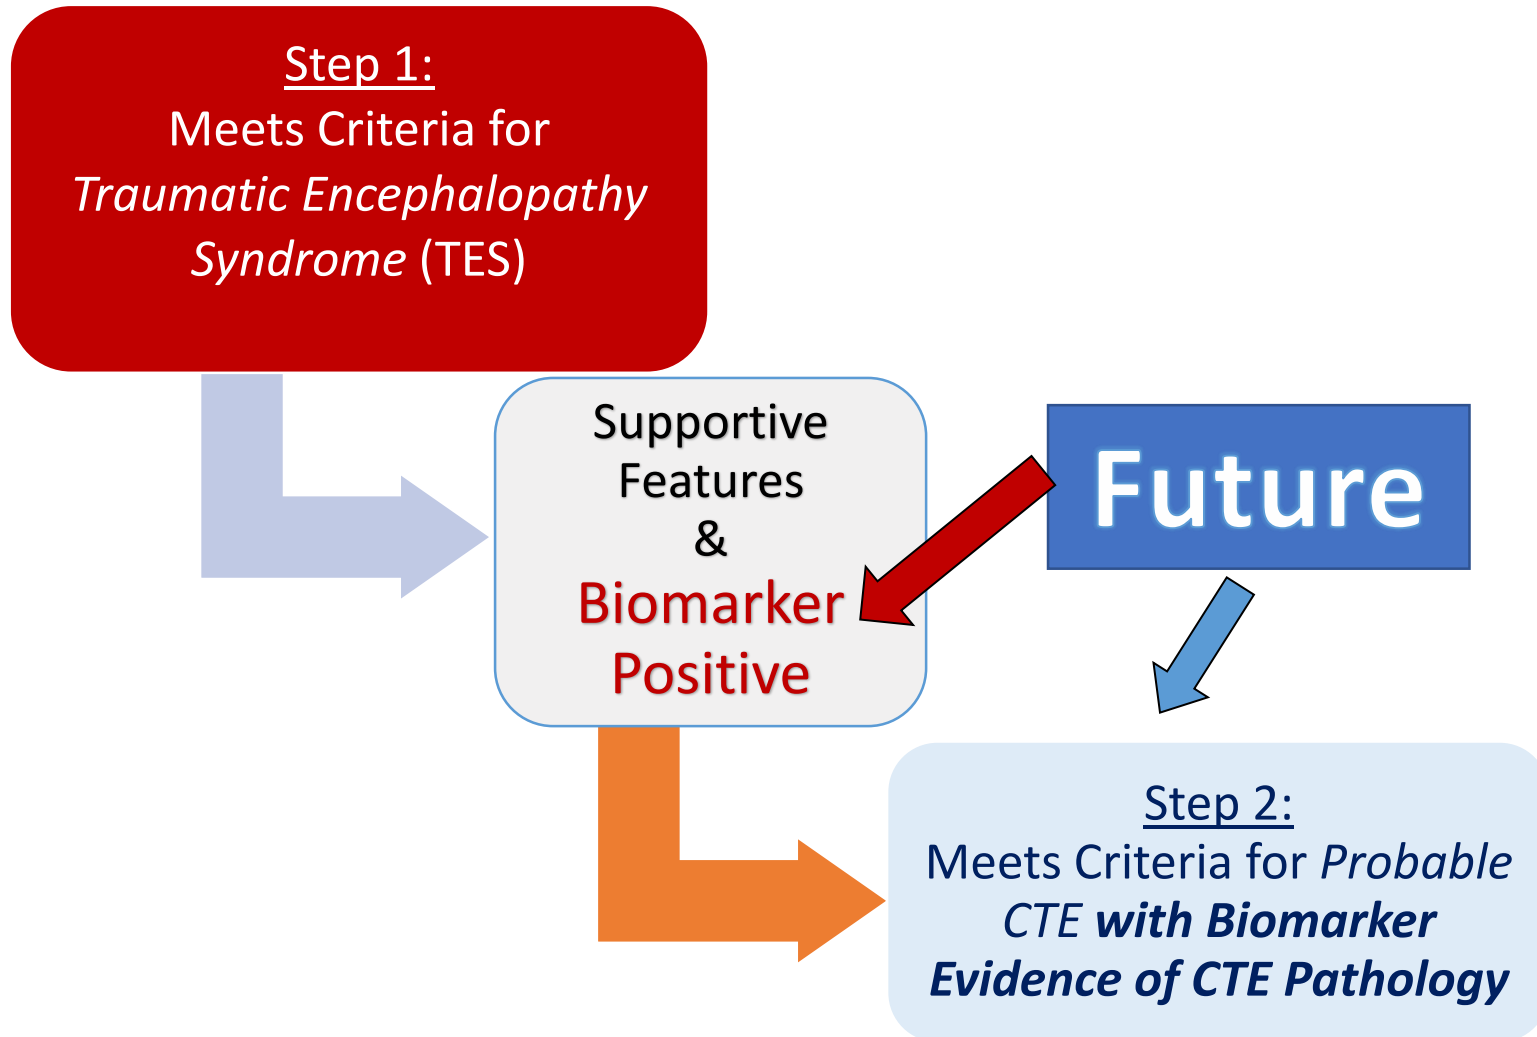 Step 1:
Meets Criteria for
Traumatic Encephalopathy
Syndrome (TES)
Supportive
Features
&
Biomarker
Positive
Future
Step 2:
Meets Criteria for Probable
CTE with Biomarker
Evidence of CTE Pathology